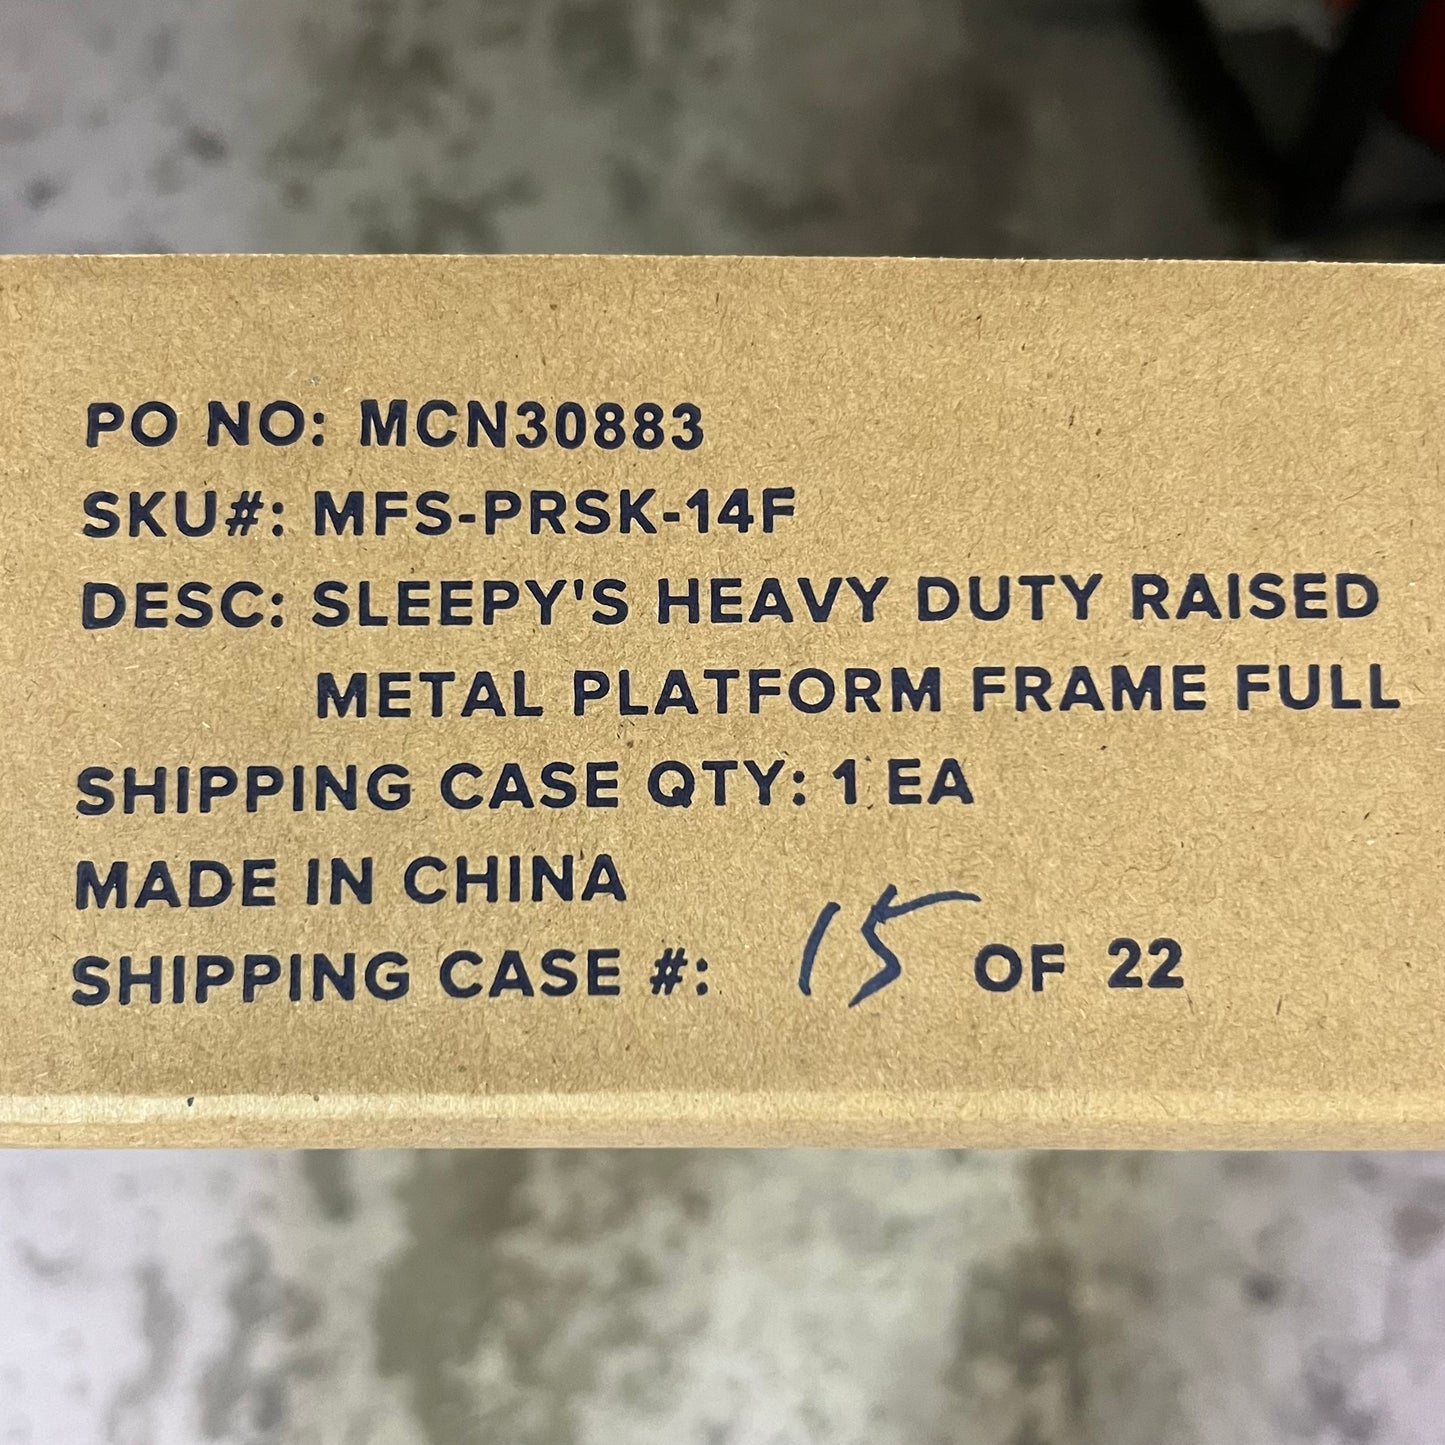 PO NO: MCN30883
SKU#: MFS-PRSK-14F
DESC: SLEEPY'S HEAVY DUTY RAISED
METAL PLATFORM FRAME FULL
SHIPPING CASE QTY: 1 EA
MADE IN CHINA
SHIPPING CASE #: 15 OF 22